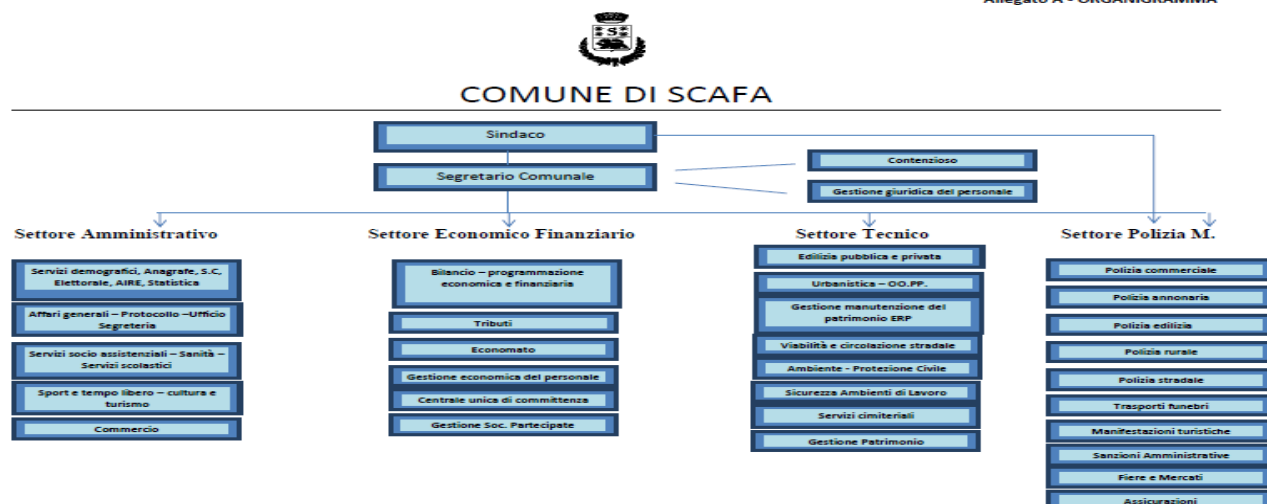 Allegato A - ORGANIGRAMMA
S
COMUNE DI SCAFA
Sindaco
Segretario Comunale
Contenzioso
Gestione giuridica del personale
Settore Amministrativo
Servizi demografici, Anagrafe, S.C,
Elettorale, AIRE, Statistica
Affari generali – Protocollo –Ufficio
Segreteria
Servizi socio assistenziali – Sanità –
Servizi scolastici
Sport e tempo libero – cultura e
turismo
Commercio
Settore Economico Finanziario
Bilancio – programmazione
economica e finanziaria
Tributi
Economato
Gestione economica del personale
Centrale unica di committenza
Gestione Soc. Partecipate
Settore Tecnico
Edilizia pubblica e privata
Urbanistica – OO.PP.
Gestione manutenzione del
patrimonio ERP
Viabilità e circolazione stradale
Ambiente - Protezione Civile
Sicurezza Ambienti di Lavoro
Servizi cimiteriali
Gestione Patrimonio
Settore Polizia M.
Polizia commerciale
Polizia annonaria
Polizia edilizia
Polizia rurale
Polizia stradale
Trasporti funebri
Manifestazioni turistiche
Sanzioni Amministrative
Fiere e Mercati
Assicurazioni